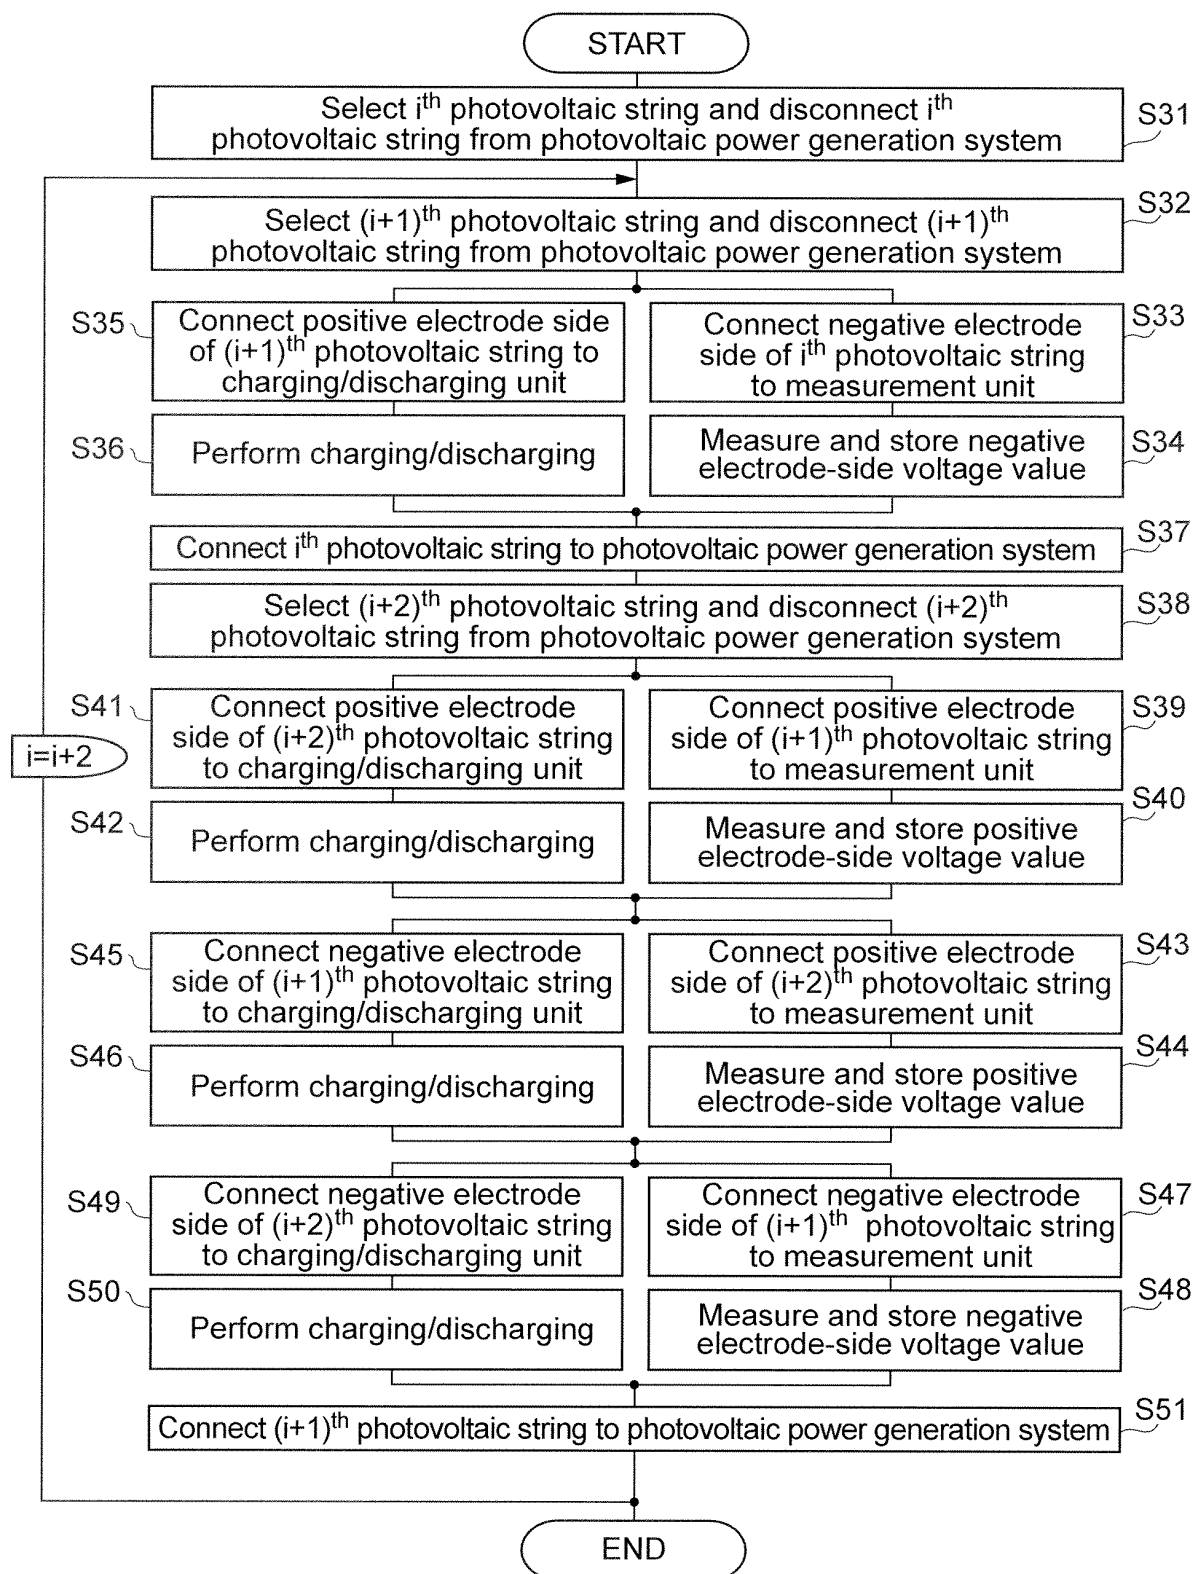 START
Select i^th photovoltaic string and disconnect i^th
photovoltaic string from photovoltaic power generation system
S31
Select (i+1)^th photovoltaic string and disconnect (i+1)^th
photovoltaic string from photovoltaic power generation system
S32
S35
Connect positive electrode side
of (i+1)^th photovoltaic string to
charging/discharging unit
Connect negative electrode
side of i^th photovoltaic string
to measurement unit
S33
S36
Perform charging/discharging
Measure and store negative
electrode-side voltage value
S34
Connect i^th photovoltaic string to photovoltaic power generation system
S37
Select (i+2)^th photovoltaic string and disconnect (i+2)^th
photovoltaic string from photovoltaic power generation system
S38
S41
Connect positive electrode
side of (i+2)^th photovoltaic string
to charging/discharging unit
Connect positive electrode
side of (i+1)^th photovoltaic string
to measurement unit
S39
i=i+2
S42
Perform charging/discharging
Measure and store positive
electrode-side voltage value
S40
S45
Connect negative electrode
side of (i+1)^th photovoltaic string
to charging/discharging unit
Connect positive electrode
side of (i+2)^th photovoltaic string
to measurement unit
S43
S46
Perform charging/discharging
Measure and store positive
electrode-side voltage value
S44
S49
Connect negative electrode
side of (i+2)^th photovoltaic string
to charging/discharging unit
Connect negative electrode
side of (i+1)^th photovoltaic string
to measurement unit
S47
S50
Perform charging/discharging
Measure and store negative
electrode-side voltage value
S48
Connect (i+1)^th photovoltaic string to photovoltaic power generation system
S51
END